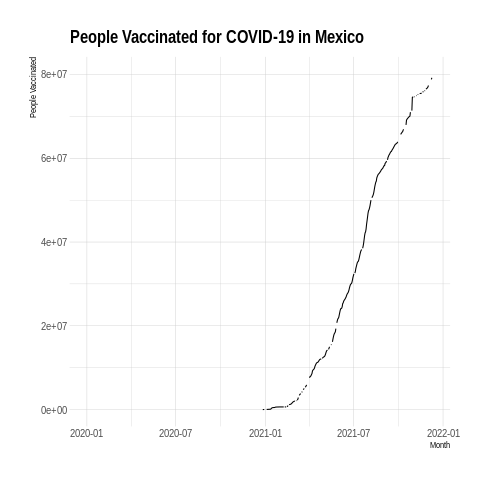 People Vaccinated for COVID-19 in Mexico
People Vaccinated
8e+07
6e+07
4e+07
2e+07
0e+00
2020-01
2020-07
2021-01
2021-07
2022-01
Month